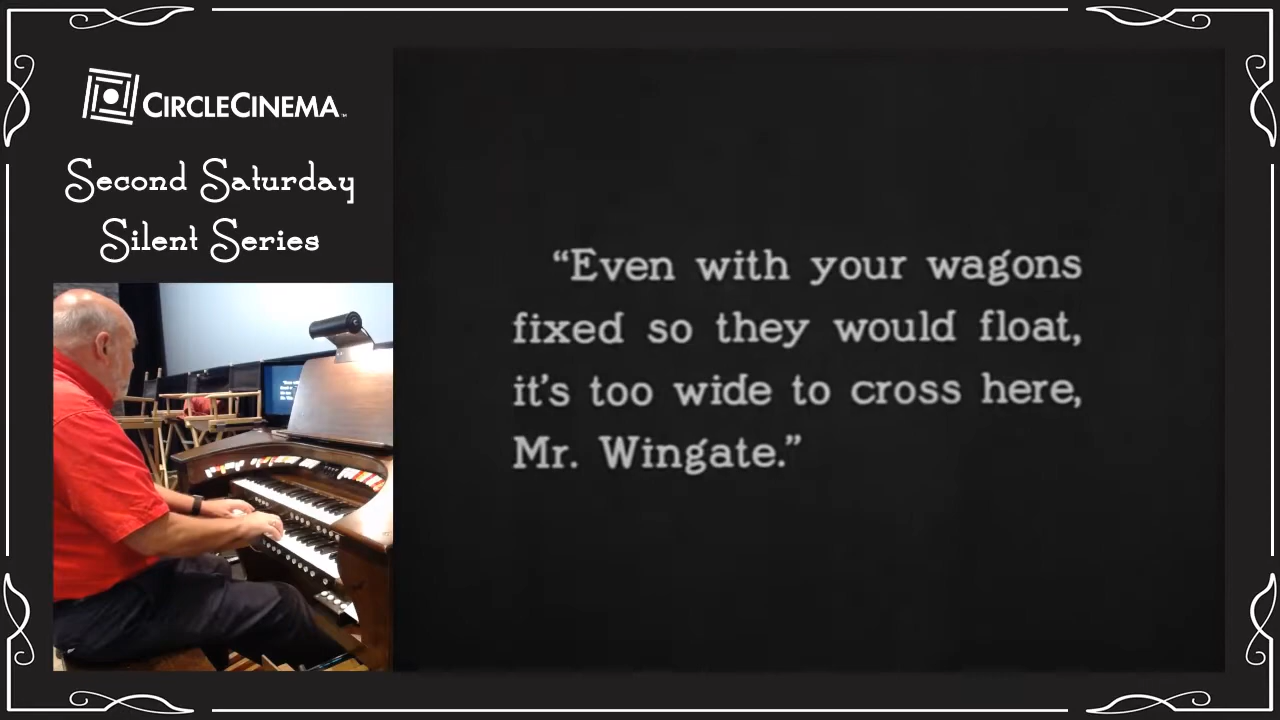 CIRCLECINEMA™
Second Saturday
Silent Series
“Even with your wagons
fixed so they would float,
it’s too wide to cross here,
Mr. Wingate.”